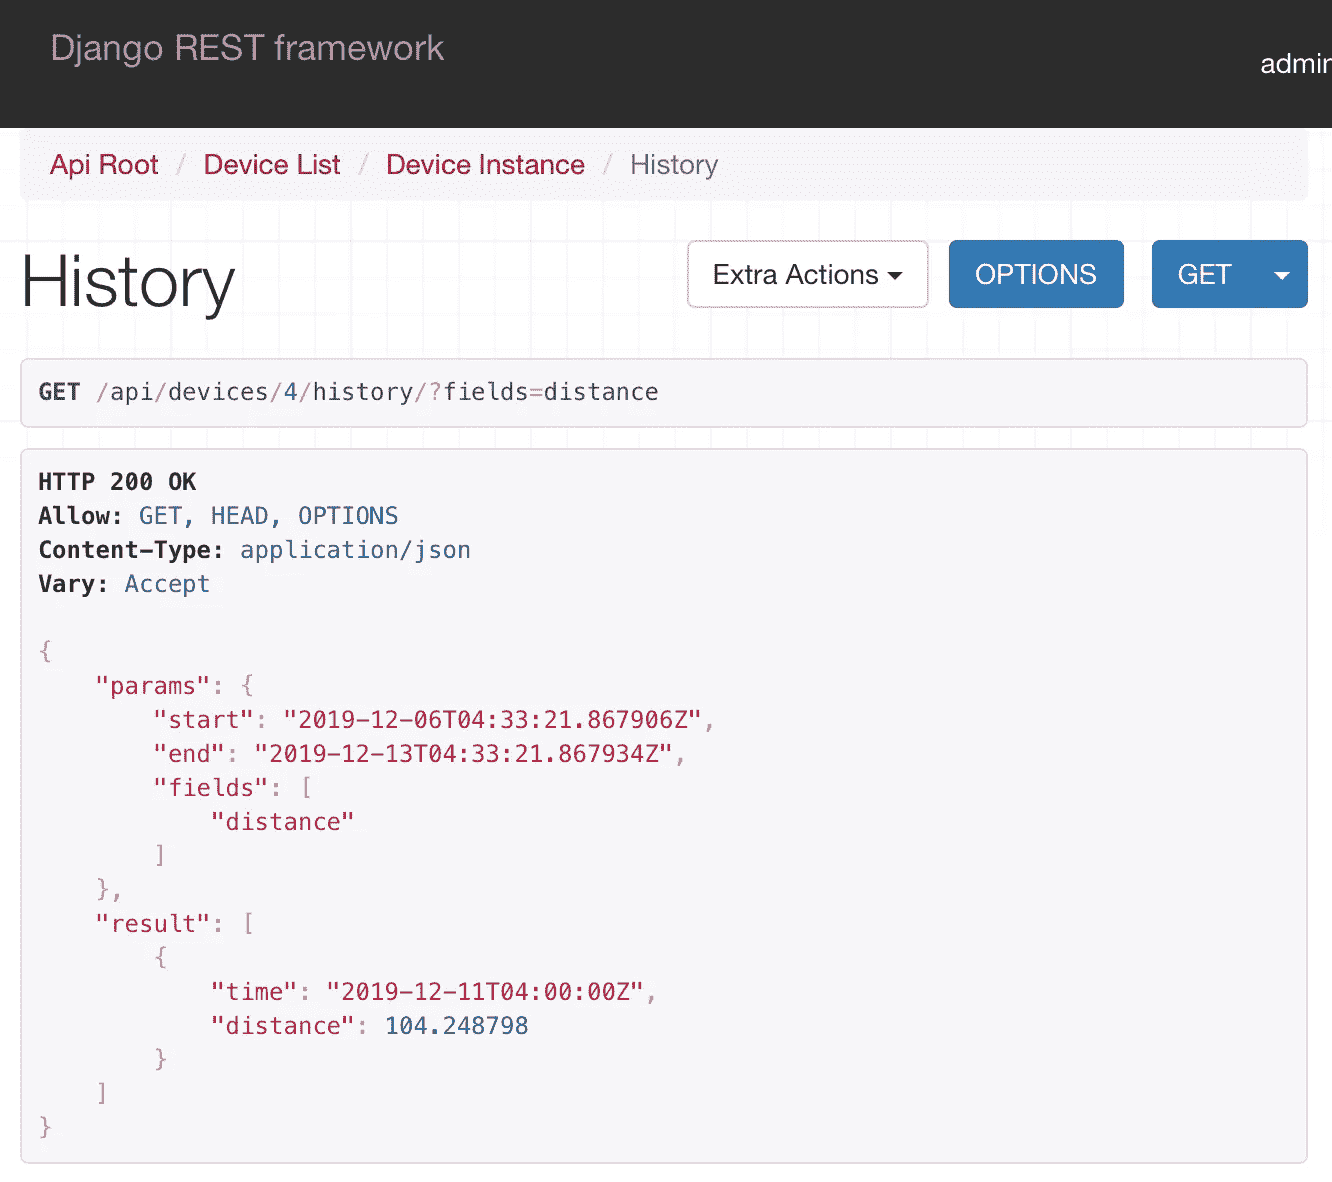 Django REST framework
admin
Api Root / Device List / Device Instance / History
History
Extra Actions
OPTIONS
GET
GET /api/devices/4/history/?fields=distance
HTTP 200 OK
Allow: GET, HEAD, OPTIONS
Content-Type: application/json
Vary: Accept
{
    "params": {
        "start": "2019-12-06T04:33:21.867906Z",
        "end": "2019-12-13T04:33:21.867934Z",
        "fields": [
            "distance"
        ]
    },
    "result": [
        {
            "time": "2019-12-11T04:00:00Z",
            "distance": 104.248798
        }
    ]
}